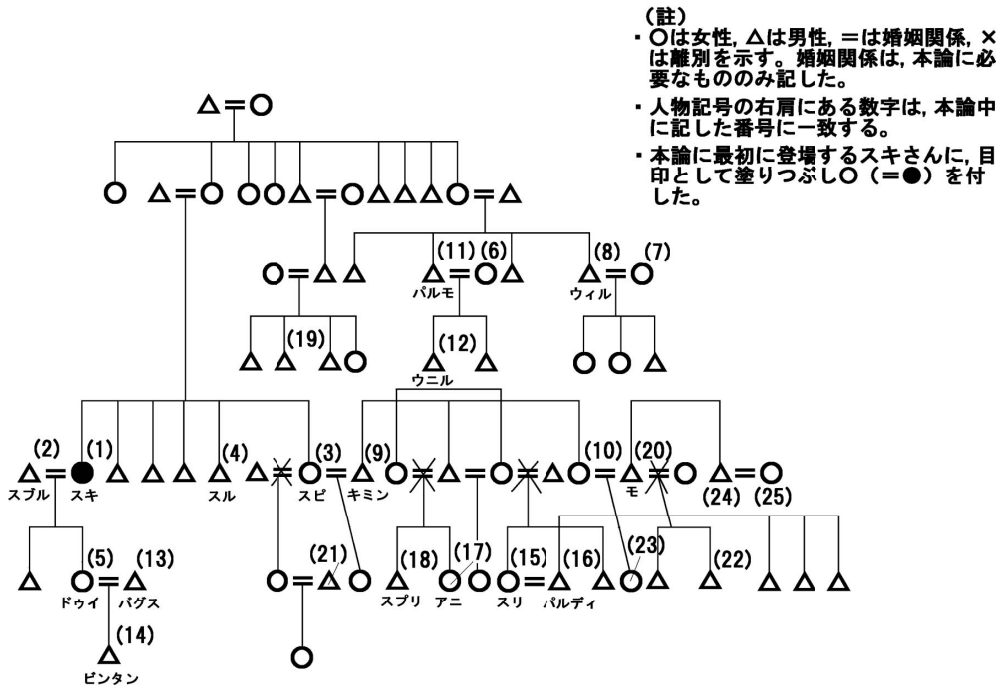 (註)
・○は女性, △は男性, =は婚姻関係, ×
は離別を示す。婚姻関係は, 本論に必
要なもののみ記した。
・人物記号の右肩にある数字は, 本論中
に記した番号に一致する。
・本論に最初に登場するスキさんに, 目
印として塗りつぶし○(=●)を付
した。
(11) (6) (8) (7)
パルモ ウィル
(19) (12)
ウニル
(2) (1) (4) (3) (9) (10) (20)
スブル スキ スル スピ キミン モ (24) (25)
(5) (13) (21) (18) (17) (15) (16) (23) (22)
ドゥイ バグス スプリ アニ スリ パルディ
(14)
ビンタン